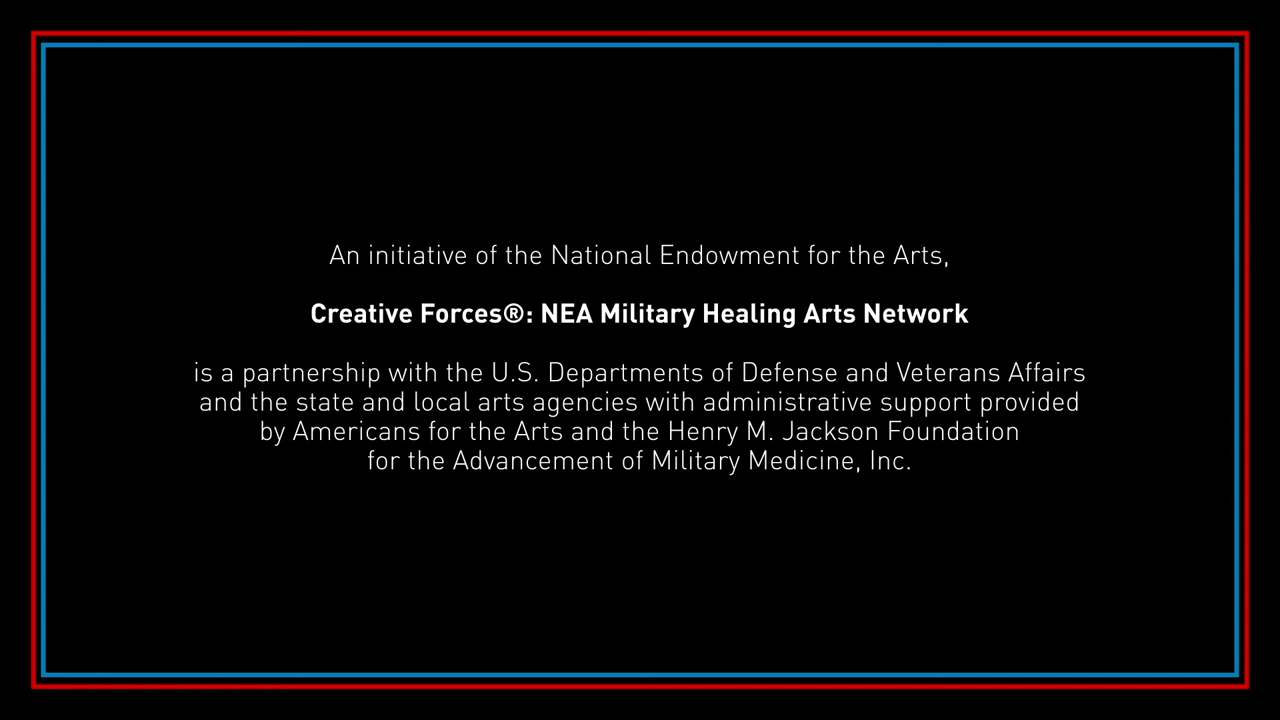 An initiative of the National Endowment for the Arts,
Creative Forces®: NEA Military Healing Arts Network
is a partnership with the U.S. Departments of Defense and Veterans Affairs
and the state and local arts agencies with administrative support provided
by Americans for the Arts and the Henry M. Jackson Foundation
for the Advancement of Military Medicine, Inc.